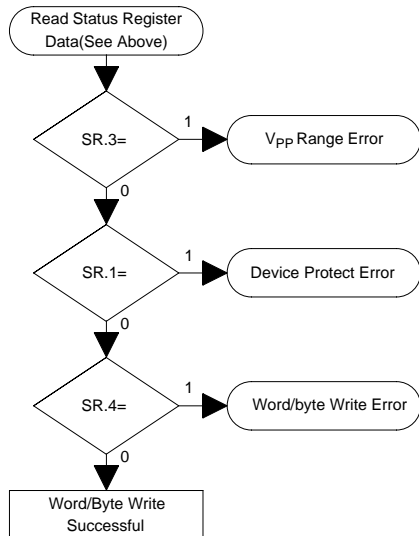 Read Status Register
Data(See Above)
SR.3=
1
VPP Range Error
0
SR.1=
1
Device Protect Error
0
SR.4=
1
Word/byte Write Error
0
Word/Byte Write
Successful